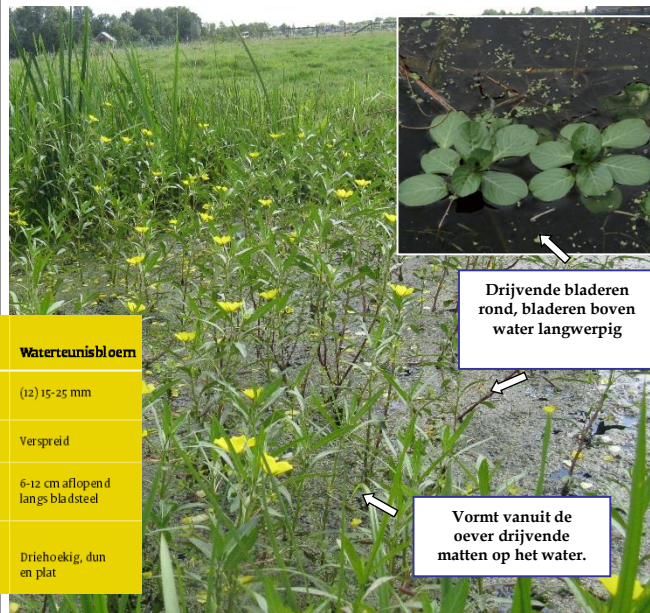 Drijvende bladeren
rond, bladeren boven
water langwerpig
Waterteunisbloem
(12) 15-25 mm
Verspreid
6-12 cm aflopend
langs bladsteel
Driehoekig, dun
en plat
Vormt vanuit de
oever drijvende
matten op het water.